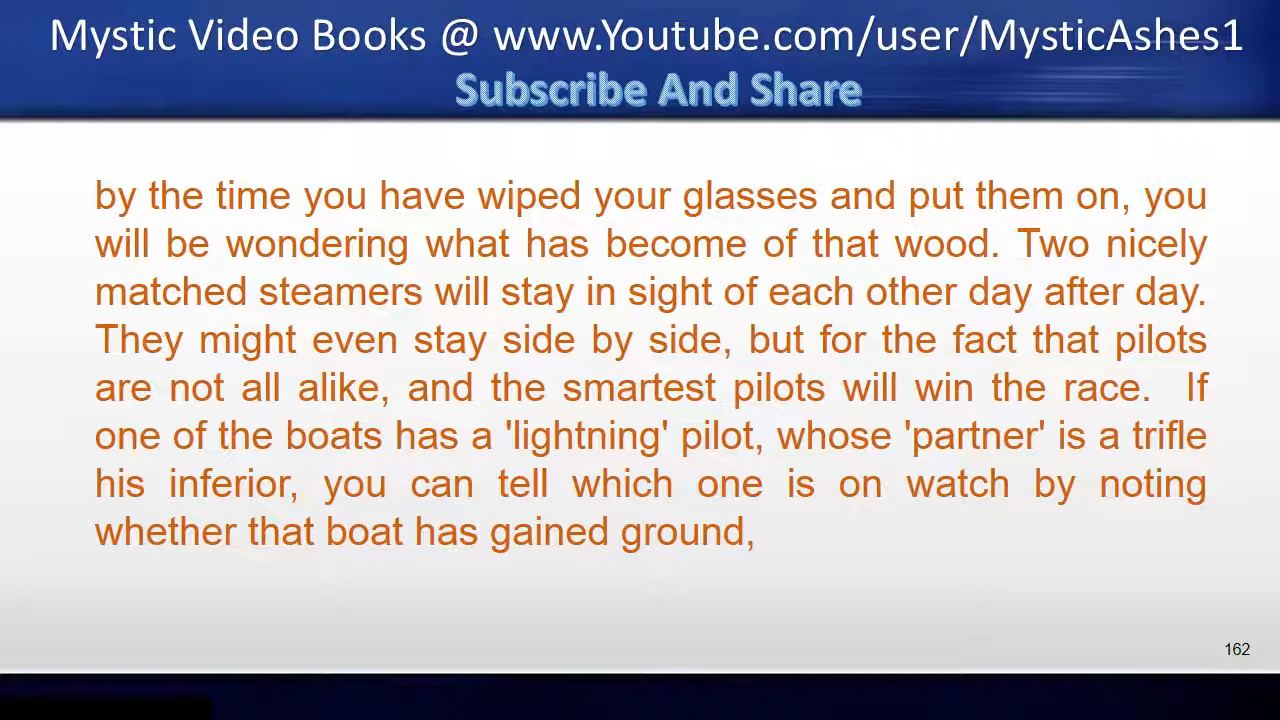 Mystic Video Books @ www.Youtube.com/user/MysticAshes1
Subscribe And Share
by the time you have wiped your glasses and put them on, you
will be wondering what has become of that wood. Two nicely
matched steamers will stay in sight of each other day after day.
They might even stay side by side, but for the fact that pilots
are not all alike, and the smartest pilots will win the race. If
one of the boats has a 'lightning' pilot, whose 'partner' is a trifle
his inferior, you can tell which one is on watch by noting
whether that boat has gained ground,
162